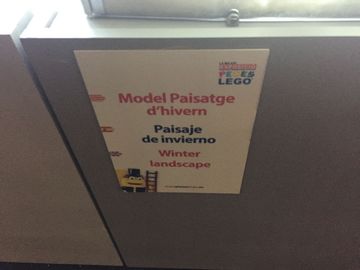 LEGO
Model Paisatge
d'hivern
Paisaje
de invierno
Winter
landscape